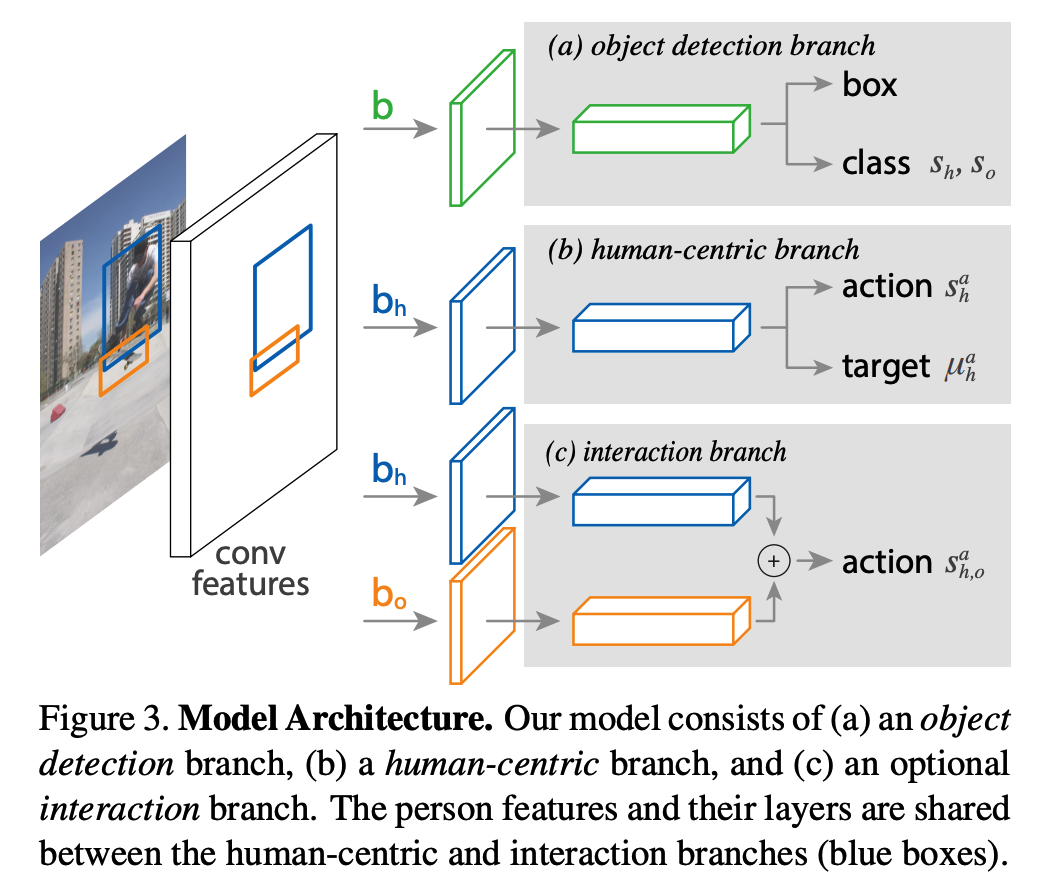 (a) object detection branch
b
box
class s_h, s_o
(b) human-centric branch
b_h
action s_h^a
target μ_h^a
(c) interaction branch
b_h
action s_{h,o}^a
+
b_o
conv
features
Figure 3. Model Architecture. Our model consists of (a) an object
detection branch, (b) a human-centric branch, and (c) an optional
interaction branch. The person features and their layers are shared
between the human-centric and interaction branches (blue boxes).